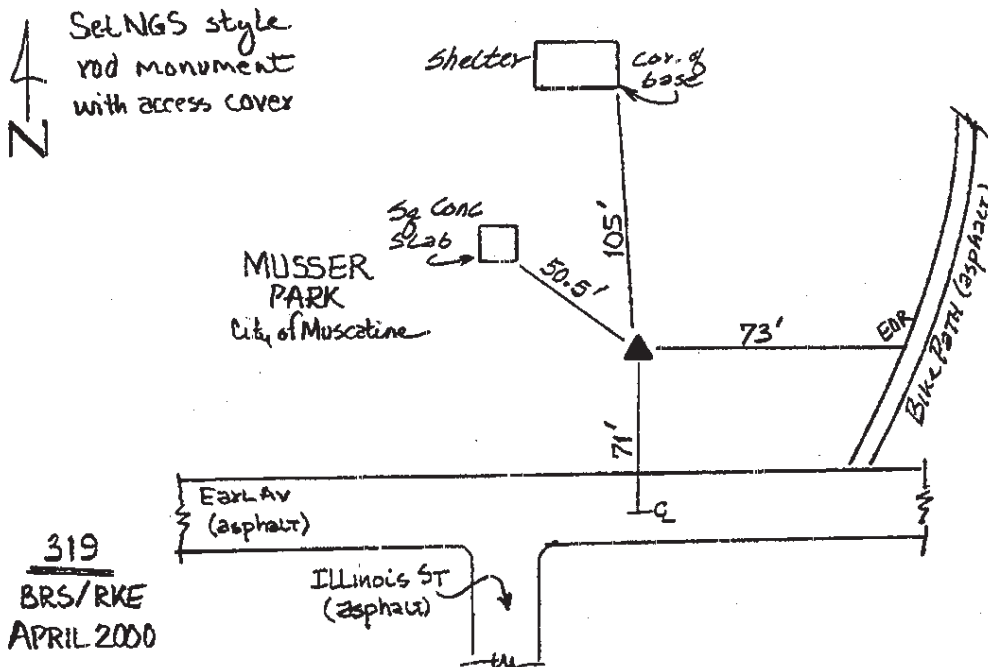 Set NGS style
rod monument
with access cover
N
Shelter
cor. of
base
Sq Conc
Slab
MUSSER
PARK
City of Muscatine
105'
50.5'
73'
EOR
Bike PATH (asphalt)
71'
Earl Av
(asphalt)
CL
319
BRS/RKE
APRIL 2000
ILLinois ST
(asphalt)